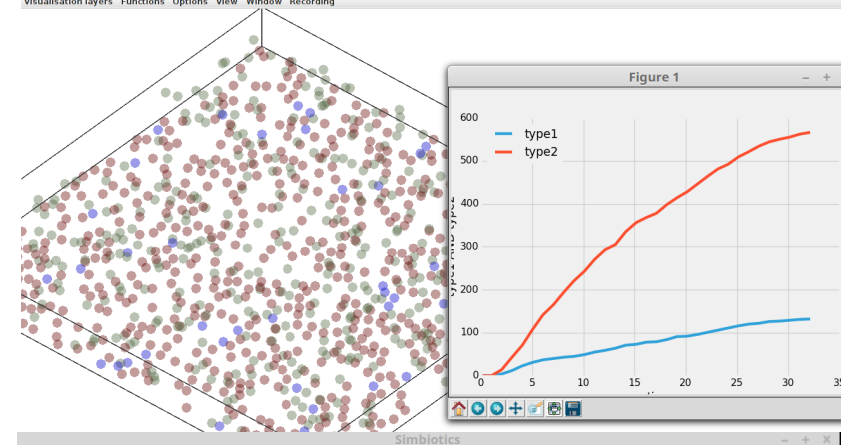 Visualisation layers Functions Options View Window Recording
Figure 1
type1
type2
600
500
400
300
200
100
0
0 5 10 15 20 25 30 35
Simbiotics